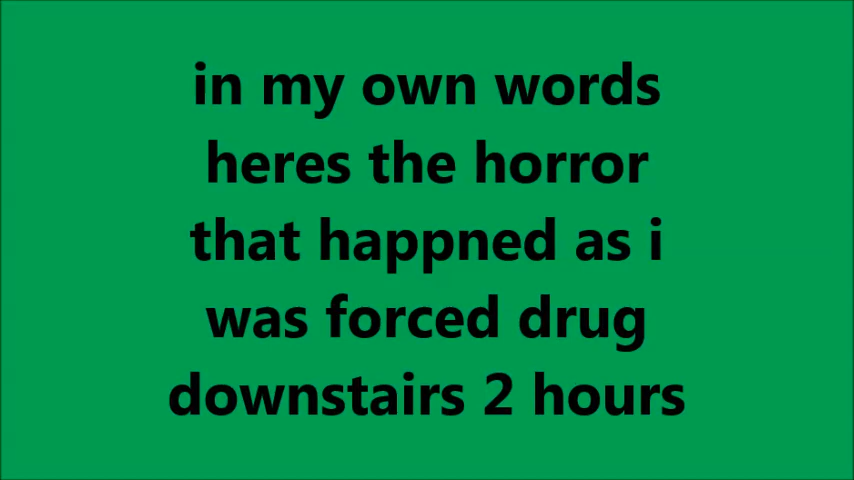 in my own words
heres the horror
that happned as i
was forced drug
downstairs 2 hours